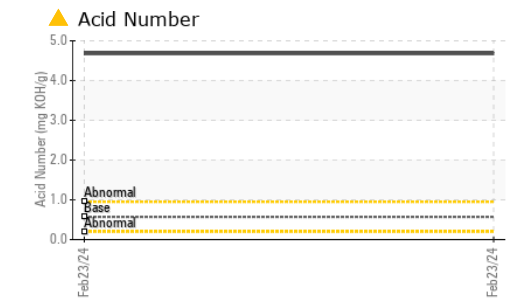 Acid Number
Acid Number (mg KOH/g)
5.0
4.0
3.0
2.0
1.0
0.0
Abnormal
Base
Abnormal
Feb23/24
Feb23/24